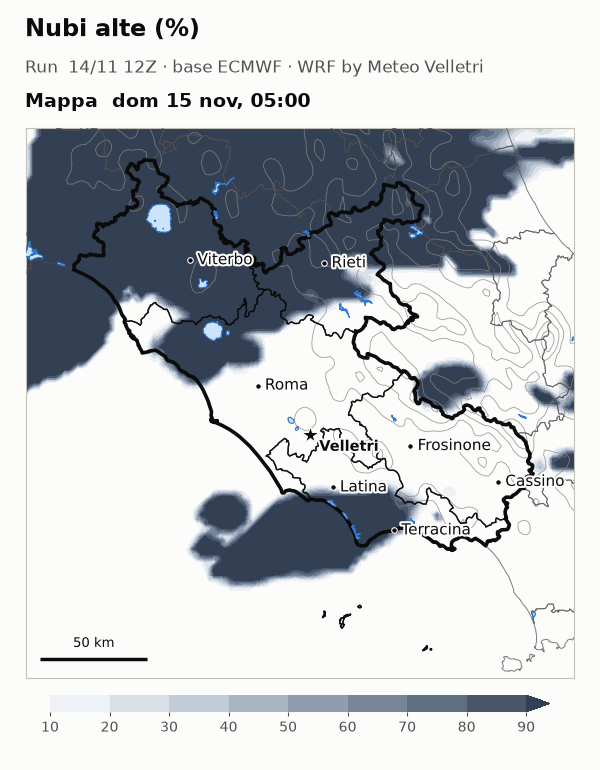 Nubi alte (%)
Run  14/11 12Z · base ECMWF · WRF by Meteo Velletri
Mappa  dom 15 nov, 05:00
Viterbo
Rieti
Roma
Velletri
Frosinone
Latina
Cassino
Terracina
50 km
10 20 30 40 50 60 70 80 90